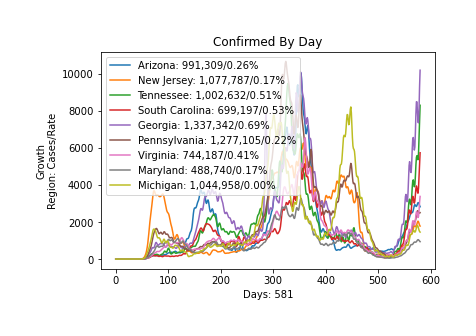 Confirmed By Day
Growth
Region: Cases/Rate
10000
8000
6000
4000
2000
0
Arizona: 991,309/0.26%
New Jersey: 1,077,787/0.17%
Tennessee: 1,002,632/0.51%
South Carolina: 699,197/0.53%
Georgia: 1,337,342/0.69%
Pennsylvania: 1,277,105/0.22%
Virginia: 744,187/0.41%
Maryland: 488,740/0.17%
Michigan: 1,044,958/0.00%
0 100 200 300 400 500 600
Days: 581